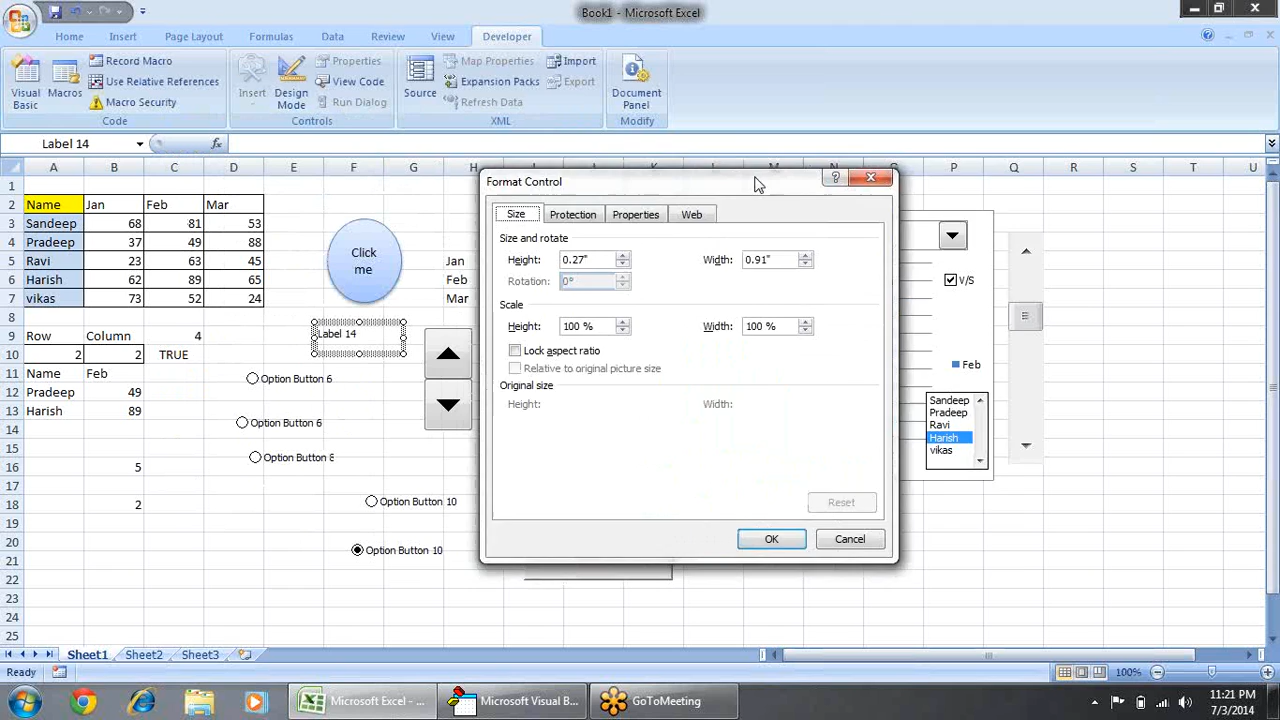 Book1 - Microsoft Excel
Home Insert Page Layout Formulas Data Review View Developer
Visual Basic
Macros
Record Macro
Use Relative References
Macro Security
Code
Insert
Design Mode
Properties
View Code
Run Dialog
Controls
Source
Map Properties
Expansion Packs
Refresh Data
Import
Export
XML
Document Panel
Modify
Label 14
fx
A B C D E F G H P Q R S T U
1
2 Name Jan Feb Mar
3 Sandeep 68 81 53
4 Pradeep 37 49 88
5 Ravi 23 63 45 Jan
6 Harish 62 89 65 Feb
7 vikas 73 52 24 Mar
8
9 Row Column 4
10 2 2 TRUE
11 Name Feb
12 Pradeep 49
13 Harish 89
14
15
16 5
17
18 2
19
20
21
22
23
24
25
Click me
Label 14
Option Button 6
Option Button 6
Option Button 8
Option Button 10
Option Button 10
Format Control
Size Protection Properties Web
Size and rotate
Height: 0.27" Width: 0.91"
Rotation: 0°
Scale
Height: 100 % Width: 100 %
Lock aspect ratio
Relative to original picture size
Original size
Height: Width:
Reset
OK Cancel
V/S
Feb
Sandeep
Pradeep
Ravi
Harish
vikas
Sheet1 Sheet2 Sheet3
Ready 100%
Microsoft Excel - ... Microsoft Visual B... GoToMeeting
11:21 PM
7/3/2014